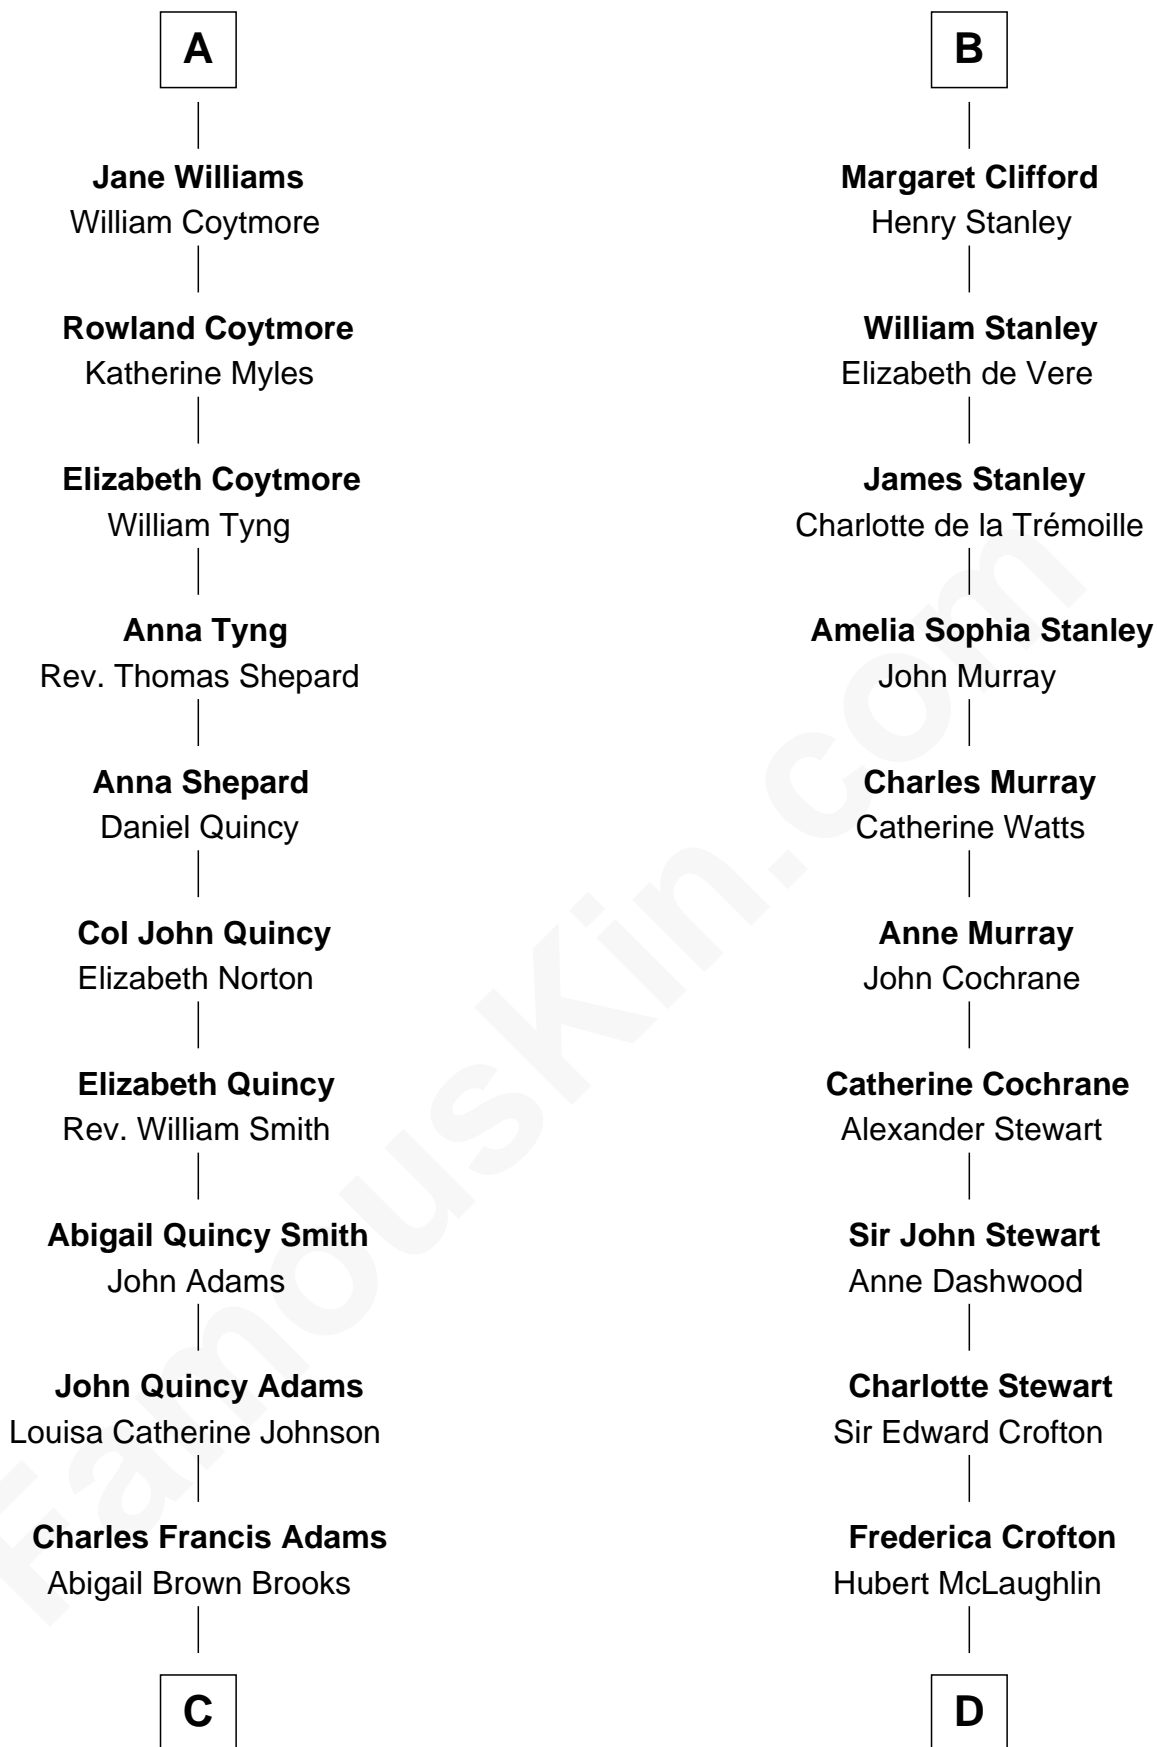 A
Jane Williams
William Coytmore
Rowland Coytmore
Katherine Myles
Elizabeth Coytmore
William Tyng
Anna Tyng
Rev. Thomas Shepard
Anna Shepard
Daniel Quincy
Col John Quincy
Elizabeth Norton
Elizabeth Quincy
Rev. William Smith
Abigail Quincy Smith
John Adams
John Quincy Adams
Louisa Catherine Johnson
Charles Francis Adams
Abigail Brown Brooks
C
B
Margaret Clifford
Henry Stanley
William Stanley
Elizabeth de Vere
James Stanley
Charlotte de la Trémoille
Amelia Sophia Stanley
John Murray
Charles Murray
Catherine Watts
Anne Murray
John Cochrane
Catherine Cochrane
Alexander Stewart
Sir John Stewart
Anne Dashwood
Charlotte Stewart
Sir Edward Crofton
Frederica Crofton
Hubert McLaughlin
D
FamousKin.com